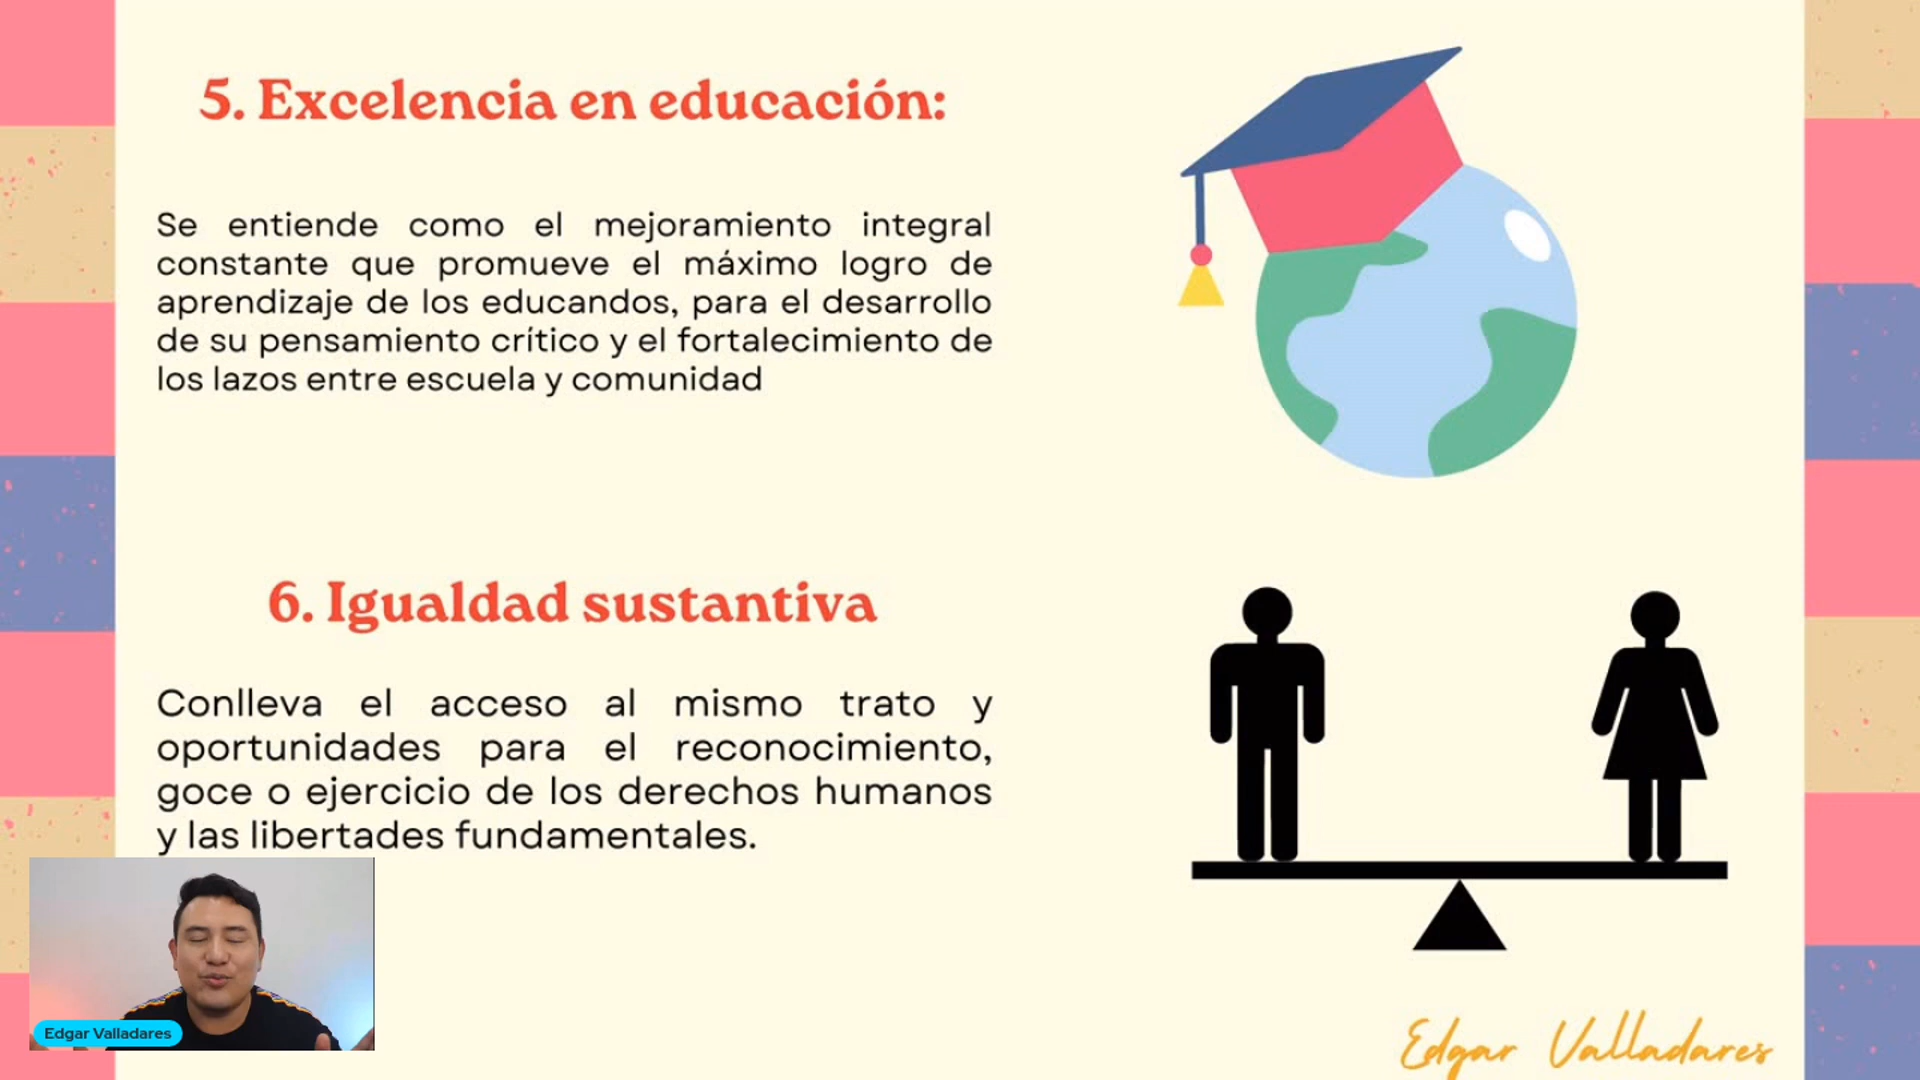 5. Excelencia en educación:
Se entiende como el mejoramiento integral
constante que promueve el máximo logro de
aprendizaje de los educandos, para el desarrollo
de su pensamiento crítico y el fortalecimiento de
los lazos entre escuela y comunidad
6. Igualdad sustantiva
Conlleva el acceso al mismo trato y
oportunidades para el reconocimiento,
goce o ejercicio de los derechos humanos
y las libertades fundamentales.
Edgar Valladares
Edgar Valladares